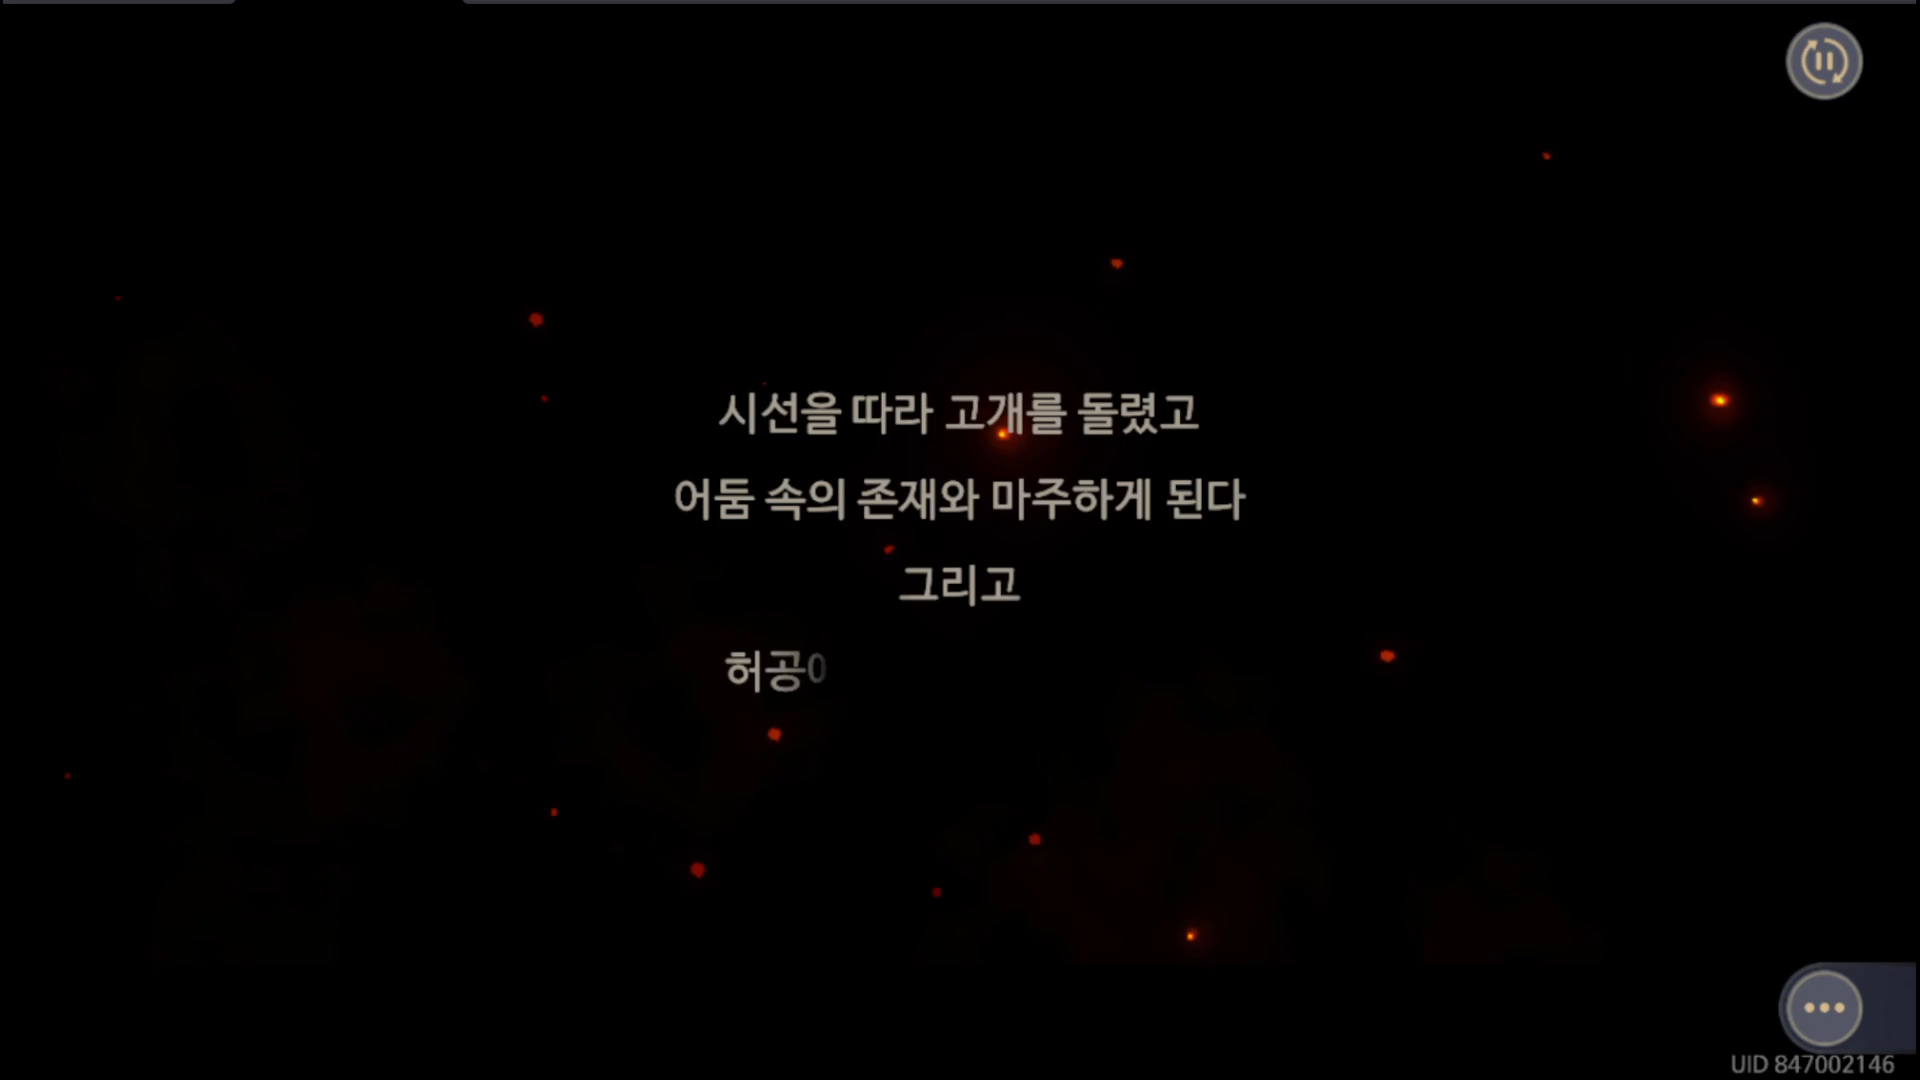 시선을 따라 고개를 돌렸고
어둠 속의 존재와 마주하게 된다
그리고
허공
UID 847002146